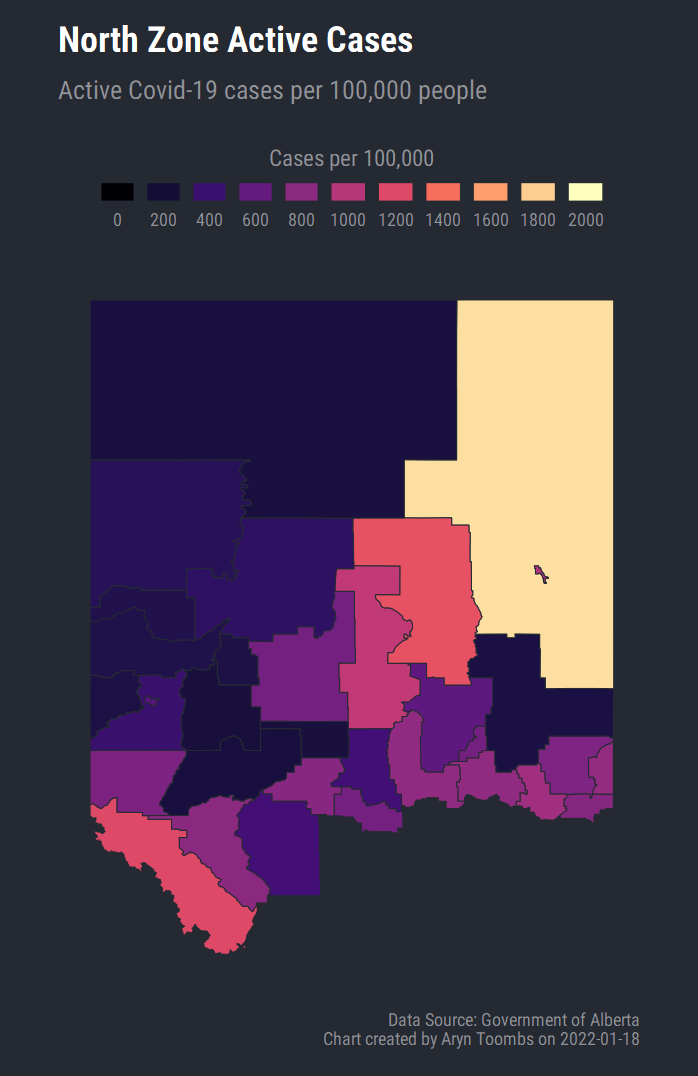 North Zone Active Cases
Active Covid-19 cases per 100,000 people
Cases per 100,000
0 200 400 600 800 1000 1200 1400 1600 1800 2000
Data Source: Government of Alberta
Chart created by Aryn Toombs on 2022-01-18